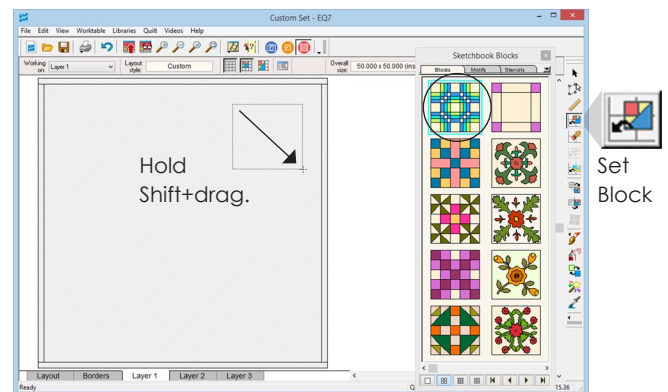 Custom Set - EQ7
File Edit View Worktable Libraries Quilt Videos Help
Working on: Layer 1 Layout style: Custom Overall size: 50.000 x 50.000 (ins
Sketchbook Blocks
Blocks Motifs Stencils
Hold
Shift+drag.
Set
Block
Layout Borders Layer 1 Layer 2 Layer 3
Ready
15.36